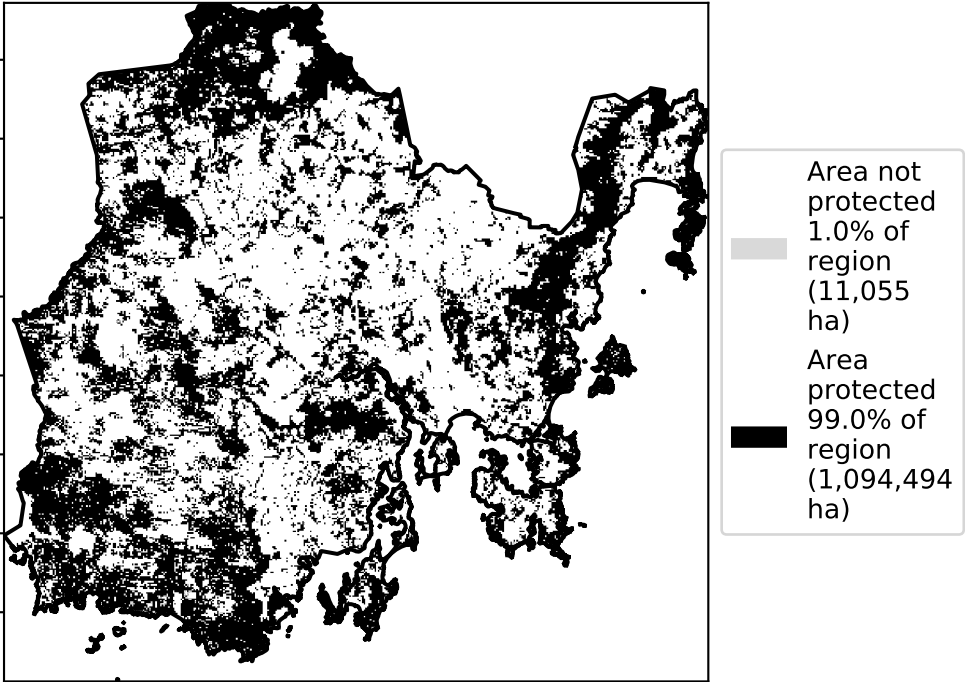 Area not
protected
1.0% of
region
(11,055
ha)
Area
protected
99.0% of
region
(1,094,494
ha)